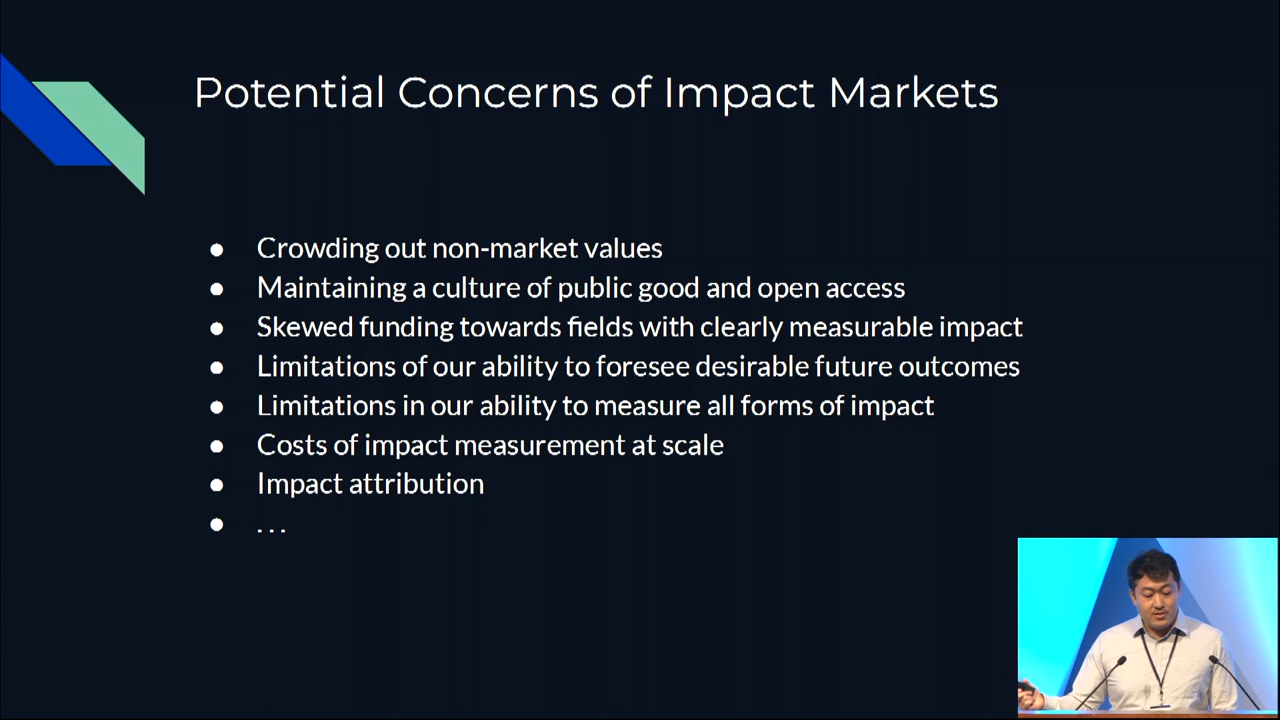 Potential Concerns of Impact Markets
● Crowding out non-market values
● Maintaining a culture of public good and open access
● Skewed funding towards fields with clearly measurable impact
● Limitations of our ability to foresee desirable future outcomes
● Limitations in our ability to measure all forms of impact
● Costs of impact measurement at scale
● Impact attribution
● ...